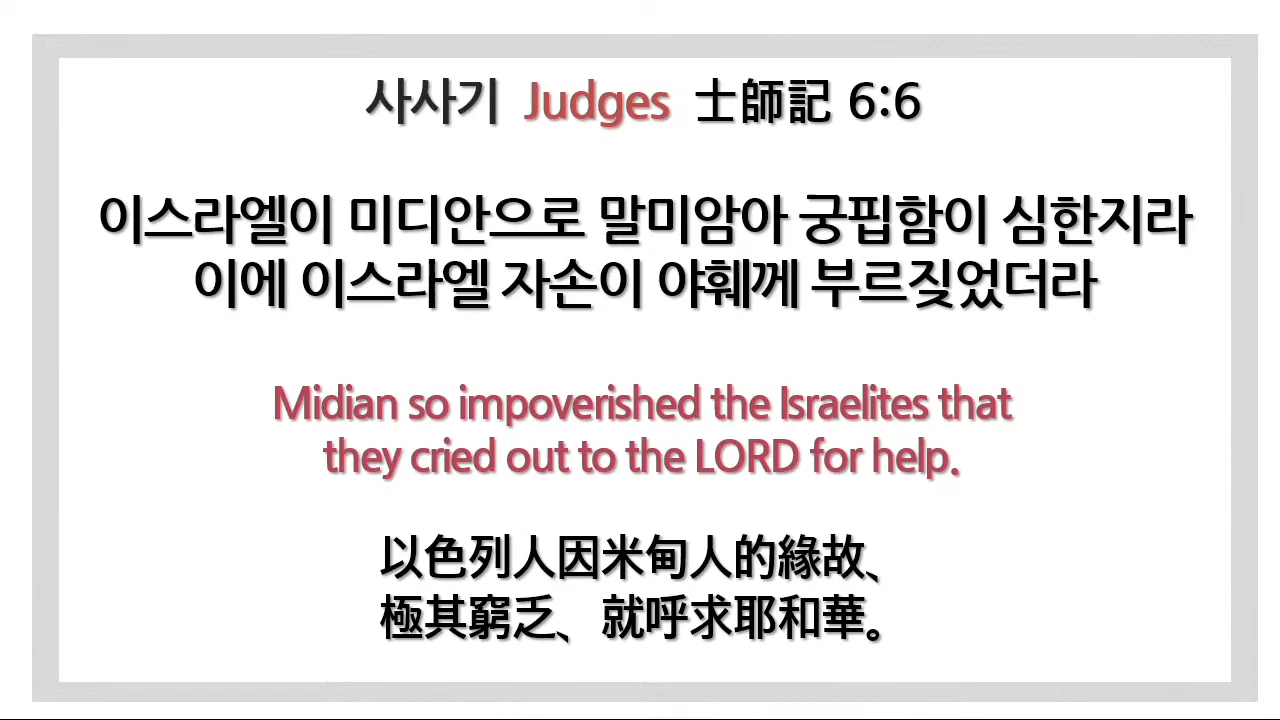 사사기 Judges 士師記 6:6
이스라엘이 미디안으로 말미암아 궁핍함이 심한지라
이에 이스라엘 자손이 야훼께 부르짖었더라
Midian so impoverished the Israelites that
they cried out to the LORD for help.
以色列人因米甸人的緣故、
極其窮乏、就呼求耶和華。